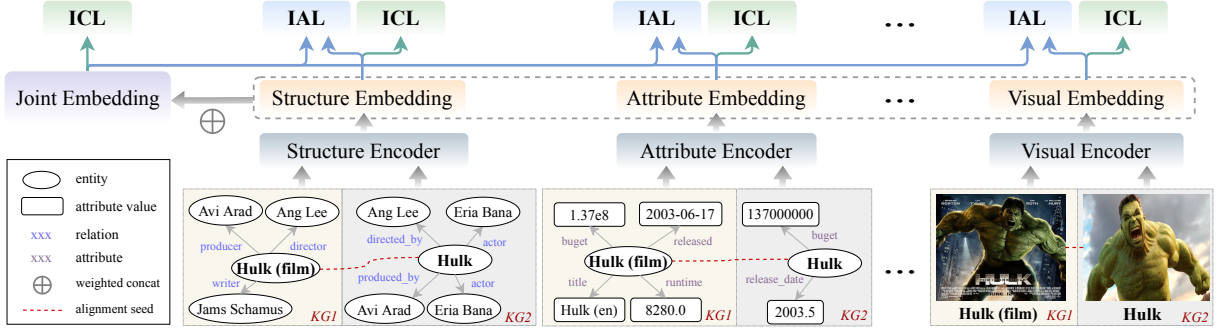 ICL IAL ICL IAL ICL ... IAL ICL
Joint Embedding Structure Embedding Attribute Embedding ... Visual Embedding
Structure Encoder Attribute Encoder Visual Encoder
entity
attribute value
xxx relation
xxx attribute
weighted concat
alignment seed
Avi Arad Ang Lee
producer director
Hulk (film)
writer
Jams Schamus KG1
Ang Lee Eria Bana
directed_by actor
Hulk
produced_by actor
Avi Arad Eria Bana KG2
1.37e8 2003-06-17
buget released
Hulk (film)
title runtime
Hulk (en) 8280.0 KG1
137000000
buget
Hulk
release_date
2003.5 KG2
...
HULK
Hulk (film) KG1
Hulk KG2